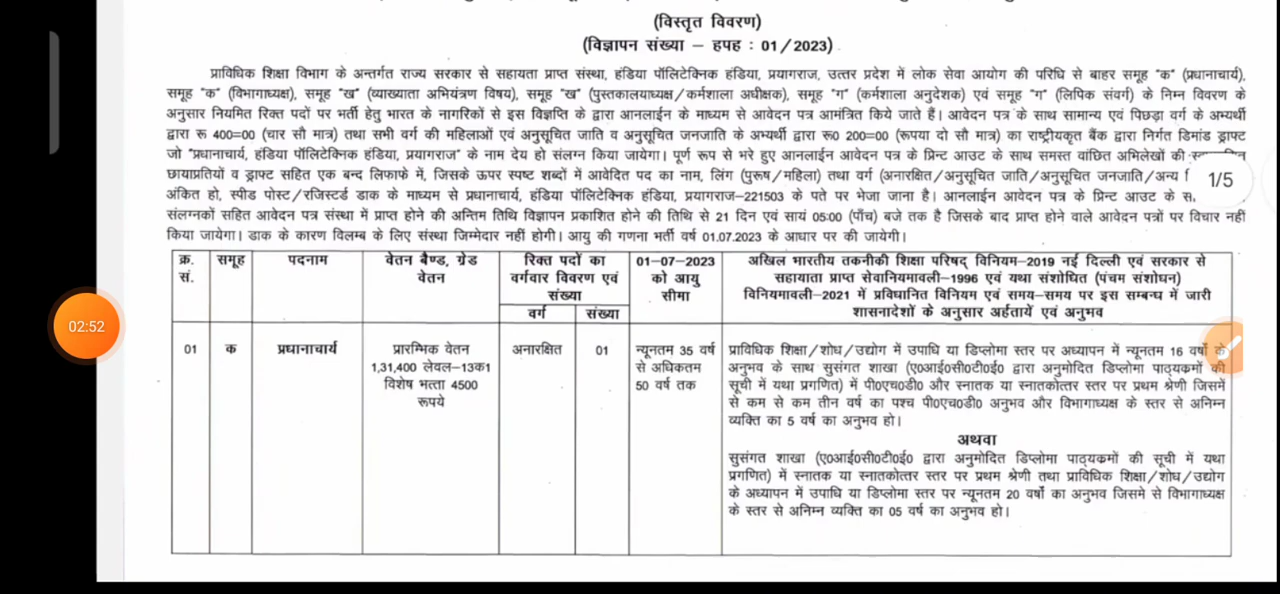 (विस्तृत विवरण)
(विज्ञापन संख्या – हपह : 01/2023)
प्राविधिक शिक्षा विभाग के अन्तर्गत राज्य सरकार से सहायता प्राप्त संस्था, हंडिया पॉलिटेक्निक हंडिया, प्रयागराज, उत्तर प्रदेश में लोक सेवा आयोग की परिधि से बाहर समूह "क" (प्रधानाचार्य),
समूह "क" (विभागाध्यक्ष), समूह "ख" (व्याख्याता अभियंत्रण विषय), समूह "ख" (पुस्तकालयाध्यक्ष/कर्मशाला अधीक्षक), समूह "ग" (कर्मशाला अनुदेशक) एवं समूह "ग" (लिपिक संवर्ग) के निम्न विवरण के
अनुसार नियमित रिक्त पदों पर भर्ती हेतु भारत के नागरिकों से इस विज्ञप्ति के द्वारा आनलाईन के माध्यम से आवेदन पत्र आमंत्रित किये जाते हैं। आवेदन पत्र के साथ सामान्य एवं पिछड़ा वर्ग के अभ्यर्थी
द्वारा रू 400=00 (चार सौ मात्र) तथा सभी वर्ग की महिलाओं एवं अनुसूचित जाति व अनुसूचित जनजाति के अभ्यर्थी द्वारा रू0 200=00 (रूपया दो सौ मात्र) का राष्ट्रीयकृत बैंक द्वारा निर्गत डिमांड ड्राफ्ट
जो "प्रधानाचार्य, हंडिया पॉलिटेक्निक हंडिया, प्रयागराज" के नाम देय हो संलग्न किया जायेगा। पूर्ण रूप से भरे हुए आनलाईन आवेदन पत्र के प्रिन्ट आउट के साथ समस्त वांछित अभिलेखों की
छायाप्रतियों व ड्राफ्ट सहित एक बन्द लिफाफे में, जिसके ऊपर स्पष्ट शब्दों में आवेदित पद का नाम, लिंग (पुरूष/महिला) तथा वर्ग (अनारक्षित/अनुसूचित जाति/अनुसूचित जनजाति/अन्य
1/5
अंकित हो, स्पीड पोस्ट/रजिस्टर्ड डाक के माध्यम से प्रधानाचार्य, हंडिया पॉलिटेक्निक हंडिया, प्रयागराज–221503 के पते पर भेजा जाना है। आनलाईन आवेदन पत्र के प्रिन्ट आउट के
संलग्नकों सहित आवेदन पत्र संस्था में प्राप्त होने की अन्तिम तिथि विज्ञापन प्रकाशित होने की तिथि से 21 दिन एवं सायं 05:00 (पाँच) बजे तक है जिसके बाद प्राप्त होने वाले आवेदन पत्रों पर विचार नहीं
किया जायेगा। डाक के कारण विलम्ब के लिए संस्था जिम्मेदार नहीं होगी। आयु की गणना भर्ती वर्ष 01.07.2023 के आधार पर की जायेगी।
क्र. सं.
समूह
पदनाम
वेतन बैण्ड, ग्रेड
वेतन
रिक्त पदों का
वर्गवार विवरण एवं
संख्या
वर्ग
संख्या
01-07-2023
को आयु
सीमा
अखिल भारतीय तकनीकी शिक्षा परिषद् विनियम–2019 नई दिल्ली एवं सरकार से
सहायाता प्राप्त सेवानियमावली–1996 एवं यथा संशोधित (पंचम संशोधन)
विनियमावली–2021 में प्रविधानित विनियम एवं समय–समय पर इस सम्बन्ध में जारी
शासनादेशों के अनुसार अर्हतायें एवं अनुभव
02:52
01
क
प्रधानाचार्य
प्रारम्भिक वेतन
1,31,400 लेवल–13क1
विशेष भत्ता 4500
रूपये
अनारक्षित
01
न्यूनतम 35 वर्ष
से अधिकतम
50 वर्ष तक
प्राविधिक शिक्षा/शोध/उद्योग में उपाधि या डिप्लोमा स्तर पर अध्यापन में न्यूनतम 16 वर्षों के
अनुभव के साथ सुसंगत शाखा (ए0आई0सी0टी0ई0 द्वारा अनुमोदित डिप्लोमा पाठ्यकमों की
सूची में यथा प्रगणित) में पी0एच0डी0 और स्नातक या स्नातकोत्तर स्तर पर प्रथम श्रेणी जिसमें
से कम से कम तीन वर्ष का पश्च पी0एच0डी0 अनुभव और विभागाध्यक्ष के स्तर से अनिम्न
व्यक्ति का 5 वर्ष का अनुभव हो।
अथवा
सुसंगत शाखा (ए0आई0सी0टी0ई0 द्वारा अनुमोदित डिप्लोमा पाठ्यकमों की सूची में यथा
प्रगणित) में स्नातक या स्नातकोत्तर स्तर पर प्रथम श्रेणी तथा प्राविधिक शिक्षा/शोध/उद्योग
के अध्यापन में उपाधि या डिप्लोमा स्तर पर न्यूनतम 20 वर्षों का अनुभव जिसमे से विभागाध्यक्ष
के स्तर से अनिम्न व्यक्ति का 05 वर्ष का अनुभव हो।